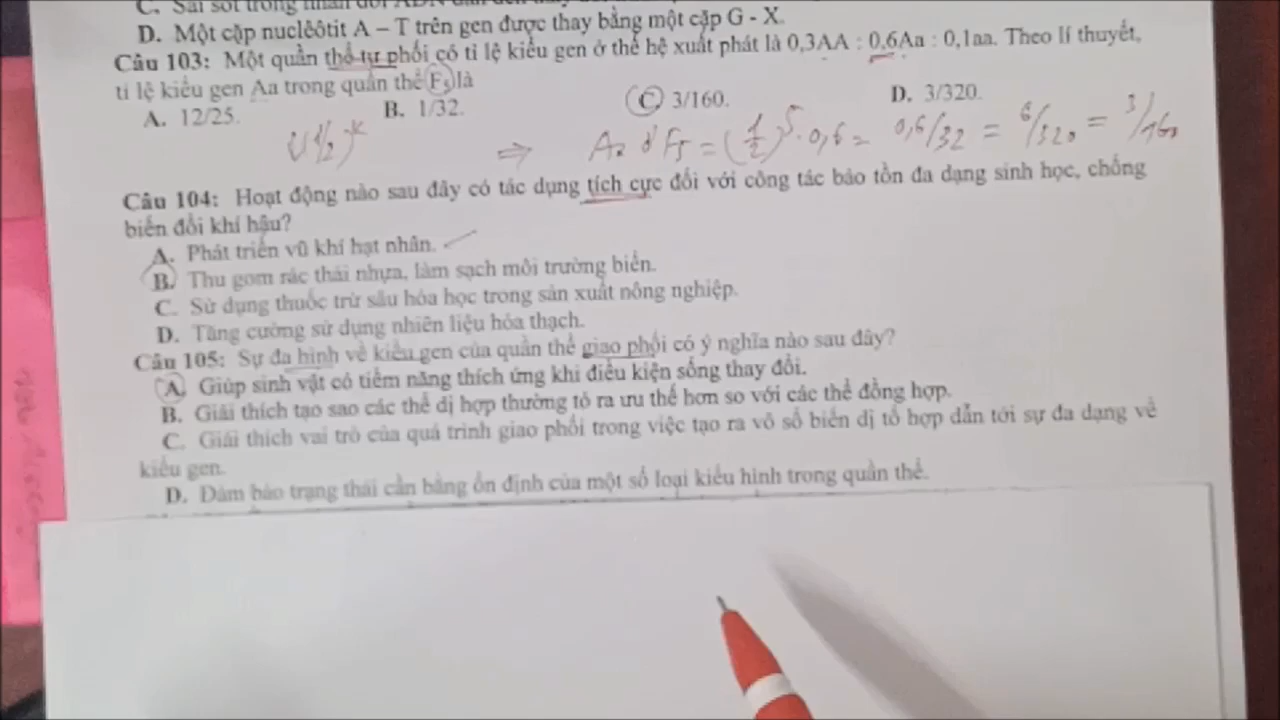 C. Sai sót trong nhân đôi ADN dẫn đến thay
D. Một cặp nuclêôtit A – T trên gen được thay bằng một cặp G - X.
Câu 103: Một quần thể tự phối có tỉ lệ kiểu gen ở thế hệ xuất phát là 0,3AA : 0,6Aa : 0,1aa. Theo lí thuyết,
tỉ lệ kiểu gen Aa trong quần thể F5 là
A. 12/25. B. 1/32. C. 3/160. D. 3/320.
⇒ Aa F5 = (1/2)^5 . 0,6 = 0,6/32 = 6/320 = 3/160
Câu 104: Hoạt động nào sau đây có tác dụng tích cực đối với công tác bảo tồn đa dạng sinh học, chống
biến đổi khí hậu?
A. Phát triển vũ khí hạt nhân.
B. Thu gom rác thải nhựa, làm sạch môi trường biển.
C. Sử dụng thuốc trừ sâu hóa học trong sản xuất nông nghiệp.
D. Tăng cường sử dụng nhiên liệu hóa thạch.
Câu 105: Sự đa hình về kiểu gen của quần thể giao phối có ý nghĩa nào sau đây?
A. Giúp sinh vật có tiềm năng thích ứng khi điều kiện sống thay đổi.
B. Giải thích tạo sao các thể dị hợp thường tỏ ra ưu thế hơn so với các thể đồng hợp.
C. Giải thích vai trò của quá trình giao phối trong việc tạo ra vô số biến dị tổ hợp dẫn tới sự đa dạng về
kiểu gen.
D. Đảm bảo trạng thái cân bằng ổn định của một số loại kiểu hình trong quần thể.